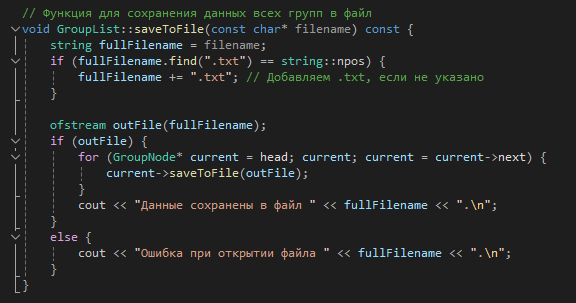 // Функция для сохранения данных всех групп в файл
void GroupList::saveToFile(const char* filename) const {
    string fullFilename = filename;
    if (fullFilename.find(".txt") == string::npos) {
        fullFilename += ".txt"; // Добавляем .txt, если не указано
    }

    ofstream outFile(fullFilename);
    if (outFile) {
        for (GroupNode* current = head; current; current = current->next) {
            current->saveToFile(outFile);
        }
        cout << "Данные сохранены в файл " << fullFilename << ".\n";
    }
    else {
        cout << "Ошибка при открытии файла " << fullFilename << ".\n";
    }
}